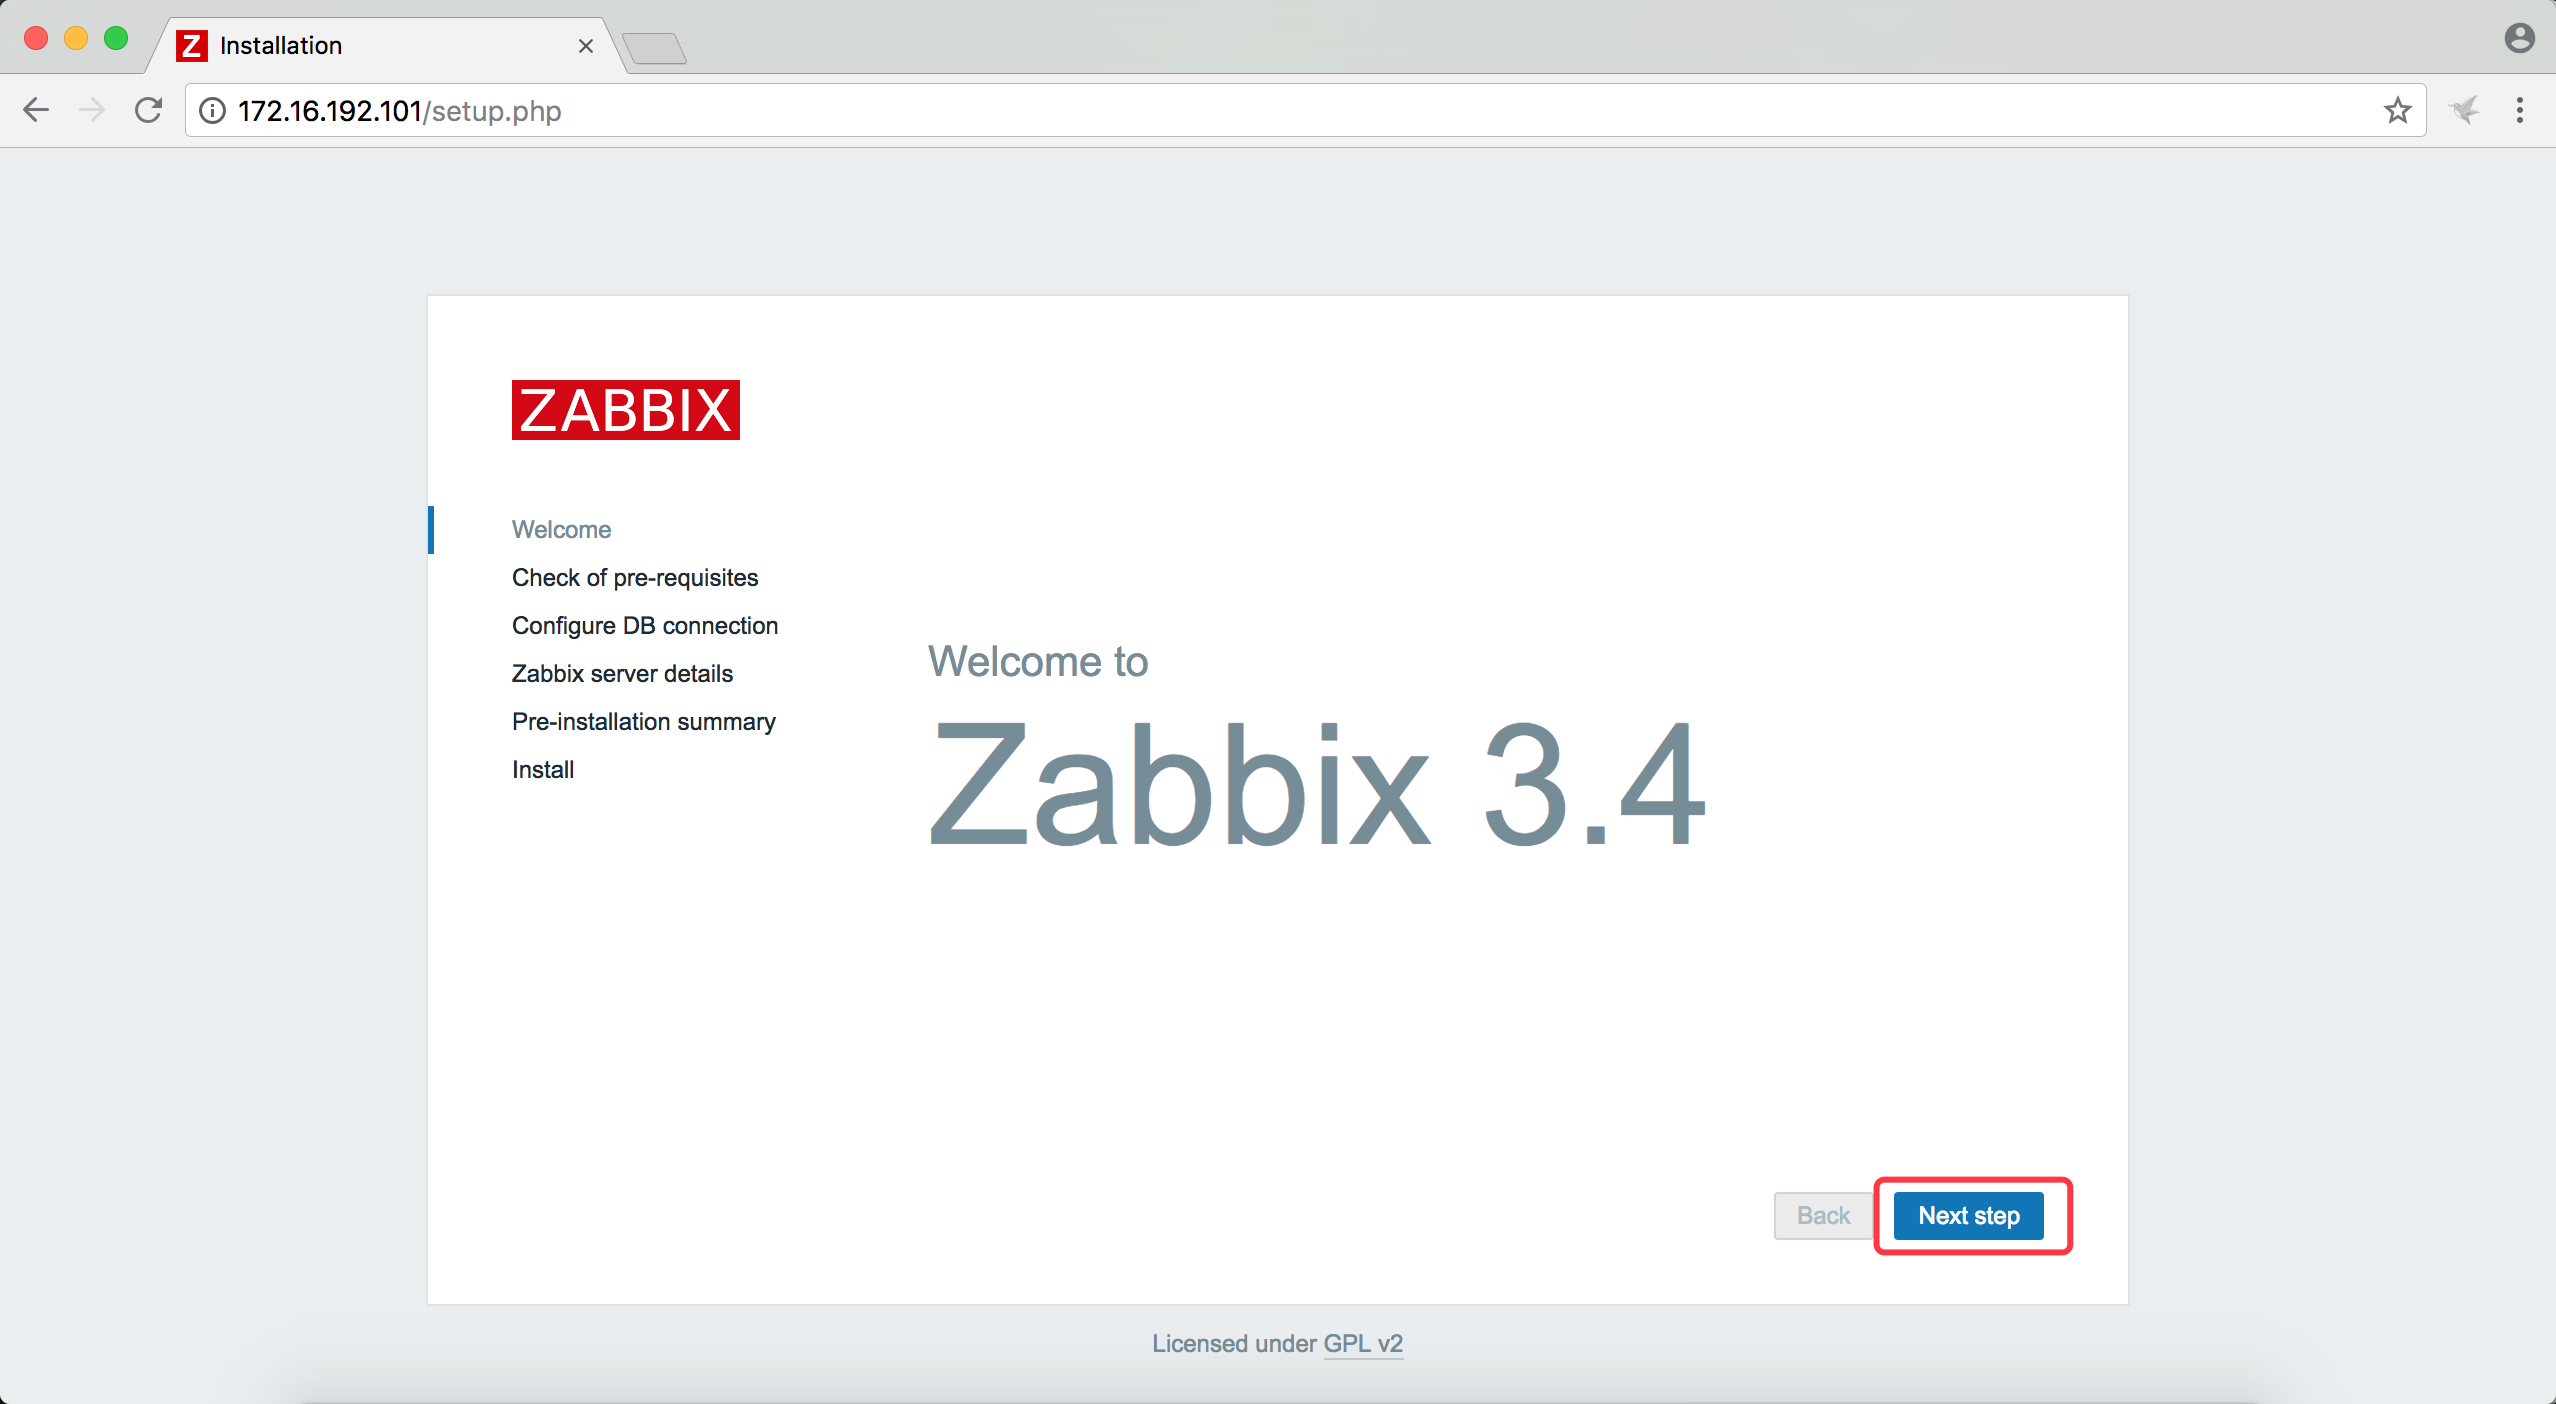 Z Installation
172.16.192.101/setup.php
ZABBIX
Welcome
Check of pre-requisites
Configure DB connection
Zabbix server details
Pre-installation summary
Install
Welcome to
Zabbix 3.4
Back
Next step
Licensed under GPL v2